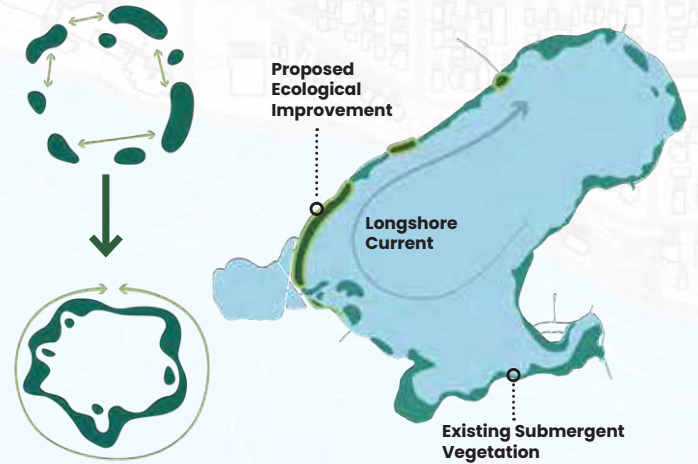 Proposed
Ecological
Improvement
Longshore
Current
Existing Submergent
Vegetation